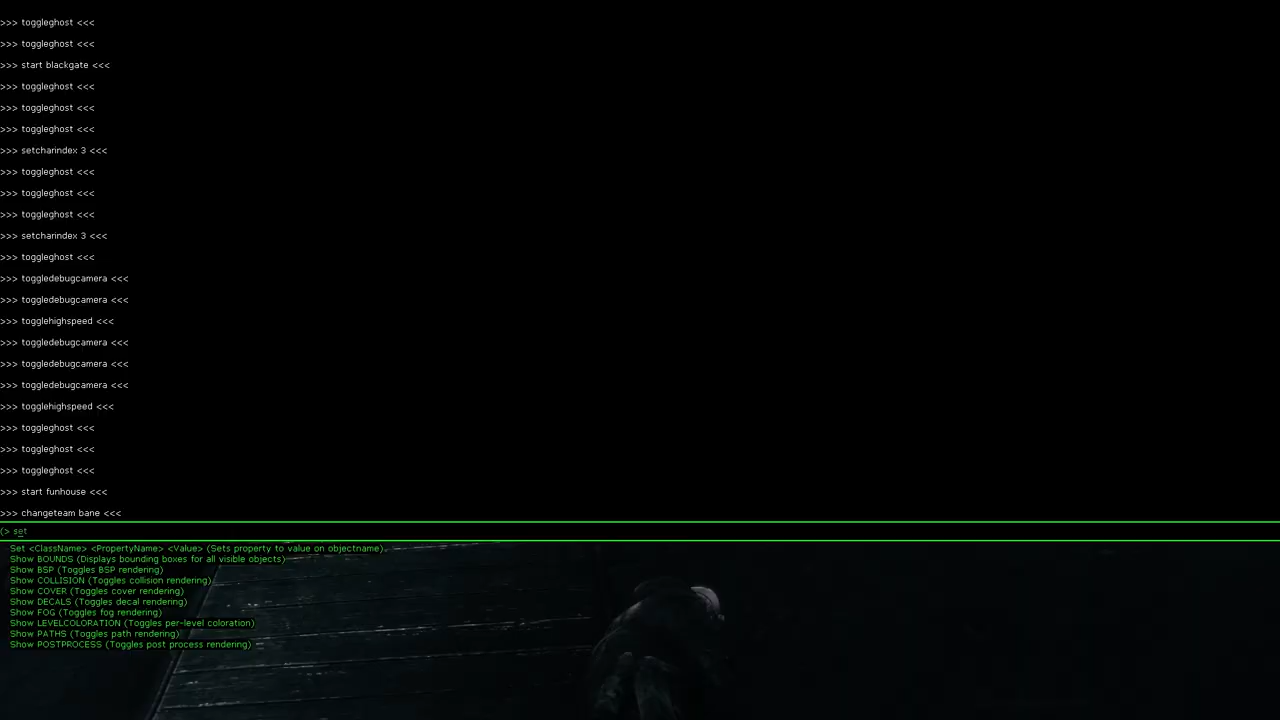 >>> toggleghost <<<
>>> toggleghost <<<
>>> start blackgate <<<
>>> toggleghost <<<
>>> toggleghost <<<
>>> toggleghost <<<
>>> setcharindex 3 <<<
>>> toggleghost <<<
>>> toggleghost <<<
>>> toggleghost <<<
>>> setcharindex 3 <<<
>>> toggleghost <<<
>>> toggledebugcamera <<<
>>> toggledebugcamera <<<
>>> togglehighspeed <<<
>>> toggledebugcamera <<<
>>> toggledebugcamera <<<
>>> toggledebugcamera <<<
>>> togglehighspeed <<<
>>> toggleghost <<<
>>> toggleghost <<<
>>> toggleghost <<<
>>> start funhouse <<<
>>> changeteam bane <<<
(> set
Set <ClassName> <PropertyName> <Value> (Sets property to value on objectname)
Show BOUNDS (Displays bounding boxes for all visible objects)
Show BSP (Toggles BSP rendering)
Show COLLISION (Toggles collision rendering)
Show COVER (Toggles cover rendering)
Show DECALS (Toggles decal rendering)
Show FOG (Toggles fog rendering)
Show LEVELCOLORATION (Toggles per-level coloration)
Show PATHS (Toggles path rendering)
Show POSTPROCESS (Toggles post process rendering)